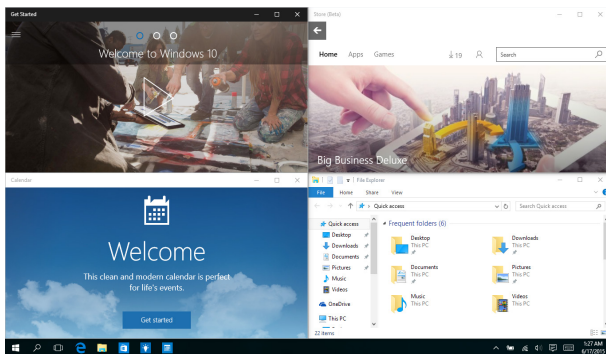 Get Started
Welcome to Windows 10
Store (Beta)
Home Apps Games 19 Search
Big Business Deluxe
Calendar
Welcome
This clean and modern calendar is perfect
for life's events.
Get started
File Explorer
File Home Share View
Quick access Search Quick access
Quick access
Desktop
Downloads
Documents
Pictures
Music
Videos
OneDrive
This PC
22 items
Frequent folders (6)
Desktop
This PC
Downloads
This PC
Documents
This PC
Pictures
This PC
Music
This PC
Videos
This PC
1:27 AM
6/17/2015